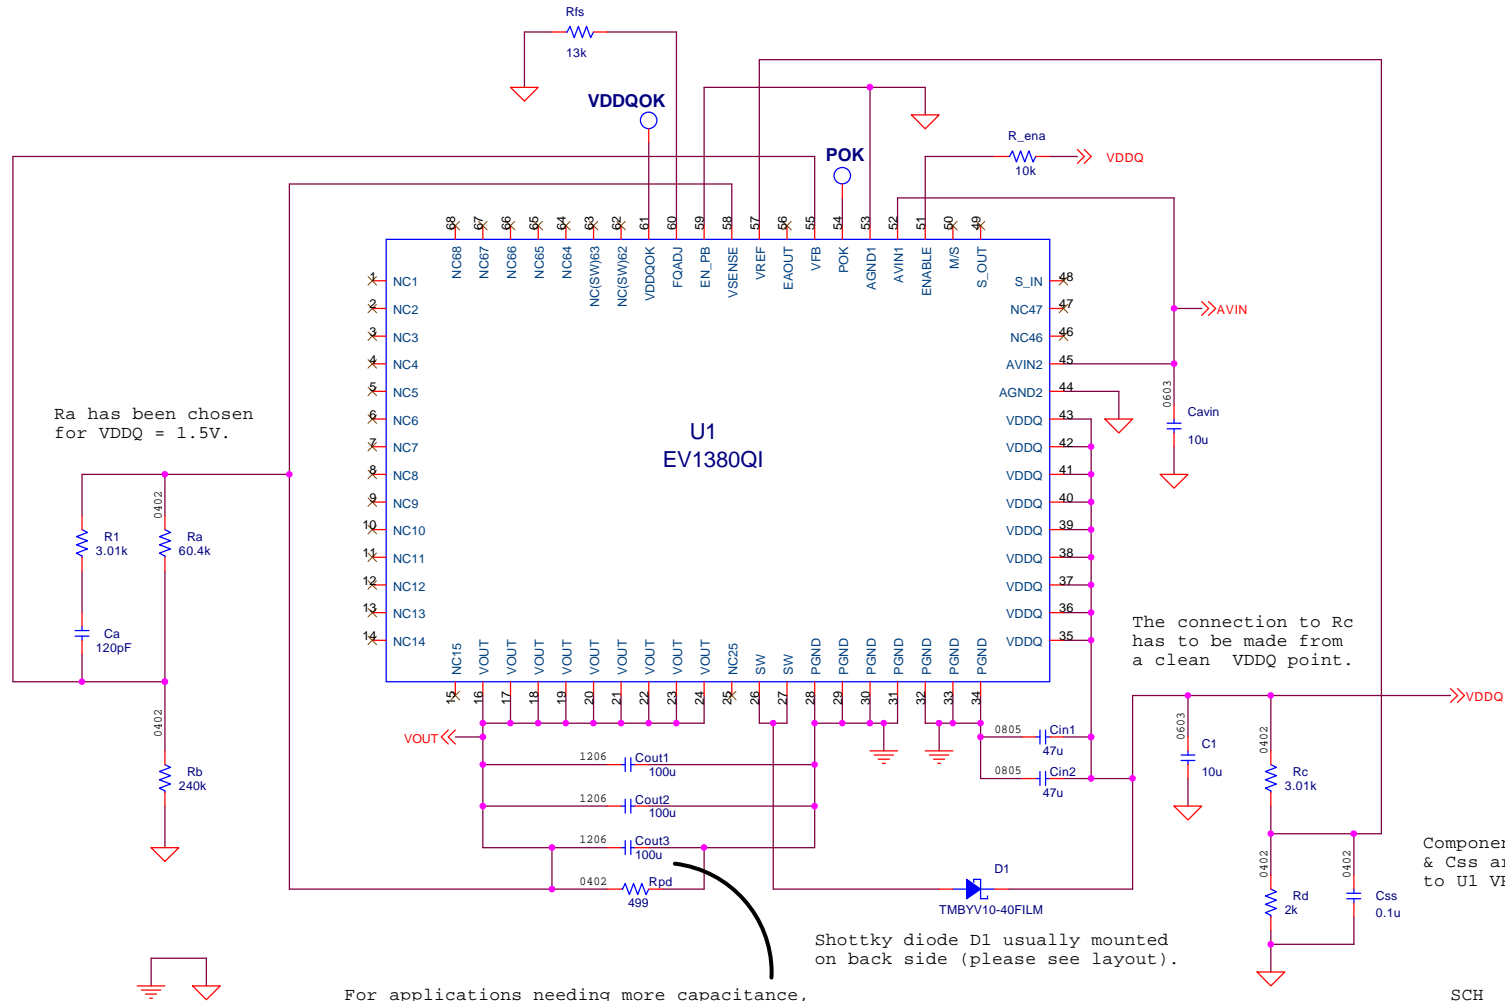 Rfs
13k
VDDQOK
POK
R_ena
10k
VDDQ
68 67 66 65 64 63 62 61 60 59 58 57 56 55 54 53 52 51 50 49
NC68 NC67 NC66 NC65 NC64 NC(SW)63 NC(SW)62 VDDQOK FQADJ EN_PB VSENSE VREF EAOUT VFB POK AGND1 AVIN1 ENABLE M/S S_OUT
1 NC1
2 NC2
3 NC3
4 NC4
5 NC5
6 NC6
7 NC7
8 NC8
9 NC9
10 NC10
11 NC11
12 NC12
13 NC13
14 NC14
U1
EV1380QI
S_IN 48
NC47 47
NC46 46
AVIN2 45
AGND2 44
VDDQ 43
VDDQ 42
VDDQ 41
VDDQ 40
VDDQ 39
VDDQ 38
VDDQ 37
VDDQ 36
VDDQ 35
AVIN
0603
Cavin
10u
Ra has been chosen
for VDDQ = 1.5V.
0402
R1
3.01k
Ra
60.4k
Ca
120pF
0402
Rb
240k
NC15 VOUT VOUT VOUT VOUT VOUT VOUT VOUT VOUT VOUT NC25 SW SW PGND PGND PGND PGND PGND PGND PGND
15 16 17 18 19 20 21 22 23 24 25 26 27 28 29 30 31 32 33 34
VOUT
1206 Cout1
100u
1206 Cout2
100u
1206 Cout3
100u
0402 Rpd
499
0805 Cin1
47u
0805 Cin2
47u
The connection to Rc
has to be made from
a clean  VDDQ point.
VDDQ
0603
C1
10u
0402
Rc
3.01k
0402
Rd
2k
0402
Css
0.1u
D1
TMBYV10-40FILM
Shottky diode D1 usually mounted
on back side (please see layout).
Componen
& Css an
to U1 VR
For applications needing more capacitance,
SCH